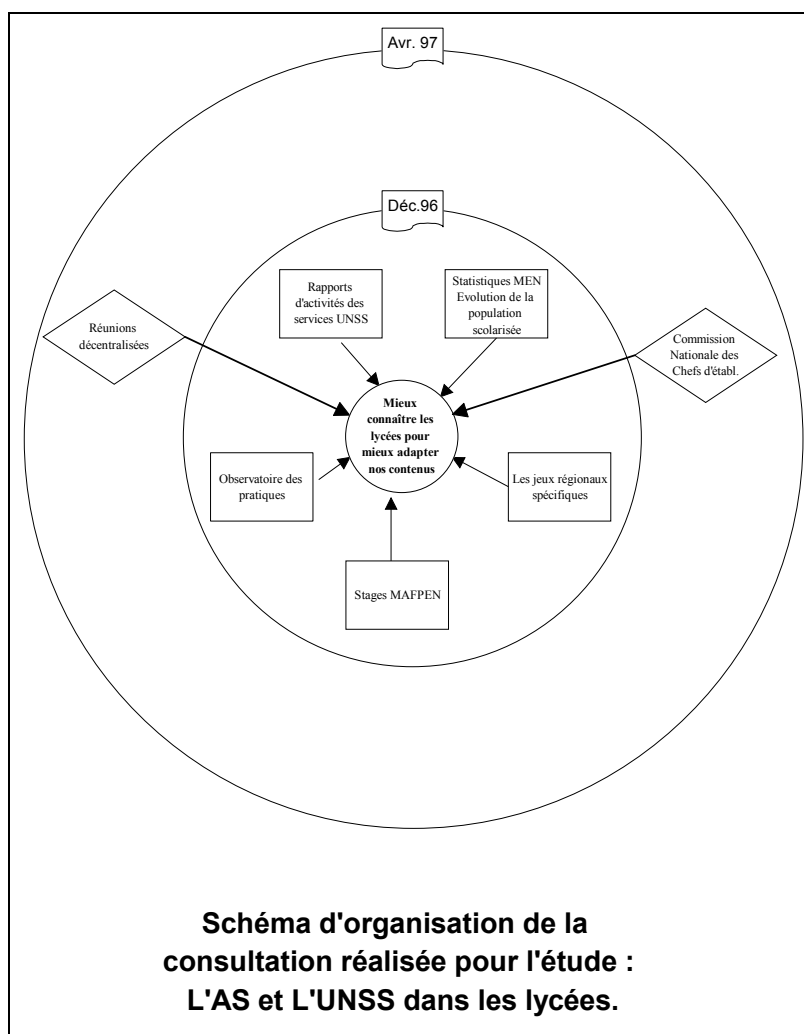 Avr. 97
Déc.96
Rapports
d'activités des
services UNSS
Statistiques MEN
Evolution de la
population
scolarisée
Réunions
décentralisées
Commission
Nationale des
Chefs d'établ.
Mieux
connaître les
lycées pour
mieux adapter
nos contenus
Observatoire des
pratiques
Les jeux régionaux
spécifiques
Stages MAFPEN
Schéma d'organisation de la
consultation réalisée pour l'étude :
L'AS et L'UNSS dans les lycées.